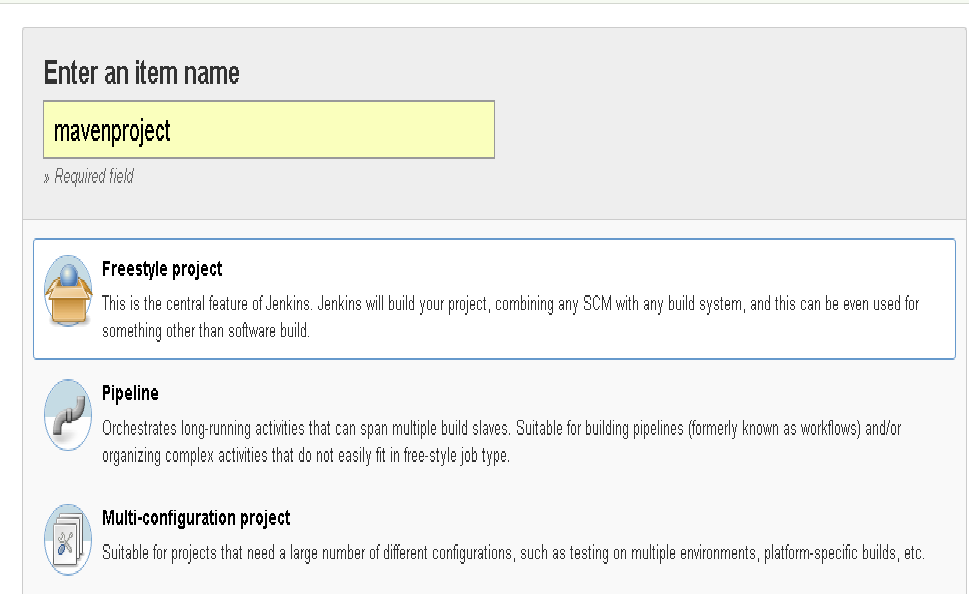 Enter an item name
mavenproject
» Required field
Freestyle project
This is the central feature of Jenkins. Jenkins will build your project, combining any SCM with any build system, and this can be even used for
something other than software build.
Pipeline
Orchestrates long-running activities that can span multiple build slaves. Suitable for building pipelines (formerly known as workflows) and/or
organizing complex activities that do not easily fit in free-style job type.
Multi-configuration project
Suitable for projects that need a large number of different configurations, such as testing on multiple environments, platform-specific builds, etc.